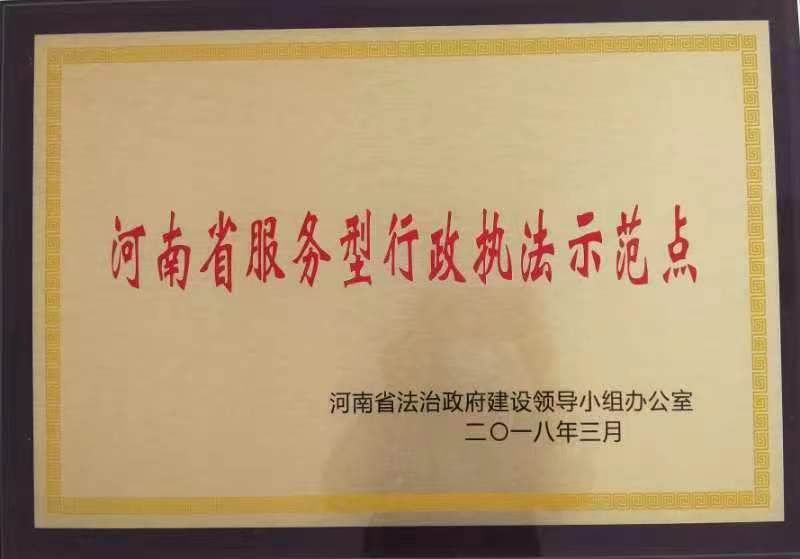 河南省服务型行政执法示范点
河南省法治政府建设领导小组办公室
二〇一八年三月